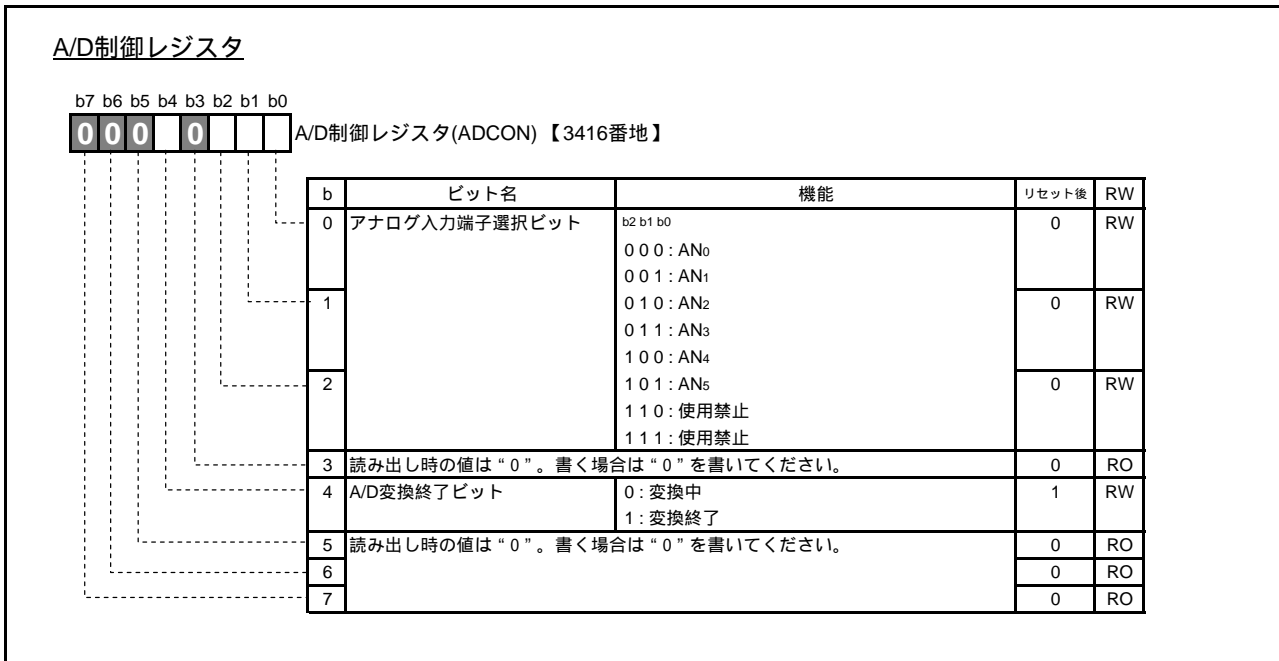 A/D制御レジスタ
b7 b6 b5 b4 b3 b2 b1 b0
0 0 0 0 A/D制御レジスタ(ADCON)【3416番地】
b ビット名 機能 リセット後 RW
0 アナログ入力端子選択ビット b2 b1 b0 0 RW
0 0 0 : AN0
0 0 1 : AN1
1 0 1 0 : AN2 0 RW
0 1 1 : AN3
1 0 0 : AN4
2 1 0 1 : AN5 0 RW
1 1 0 : 使用禁止
1 1 1 : 使用禁止
3 読み出し時の値は“0”。書く場合は“0”を書いてください。 0 RO
4 A/D変換終了ビット 0 : 変換中 1 RW
1 : 変換終了
5 読み出し時の値は“0”。書く場合は“0”を書いてください。 0 RO
6 0 RO
7 0 RO